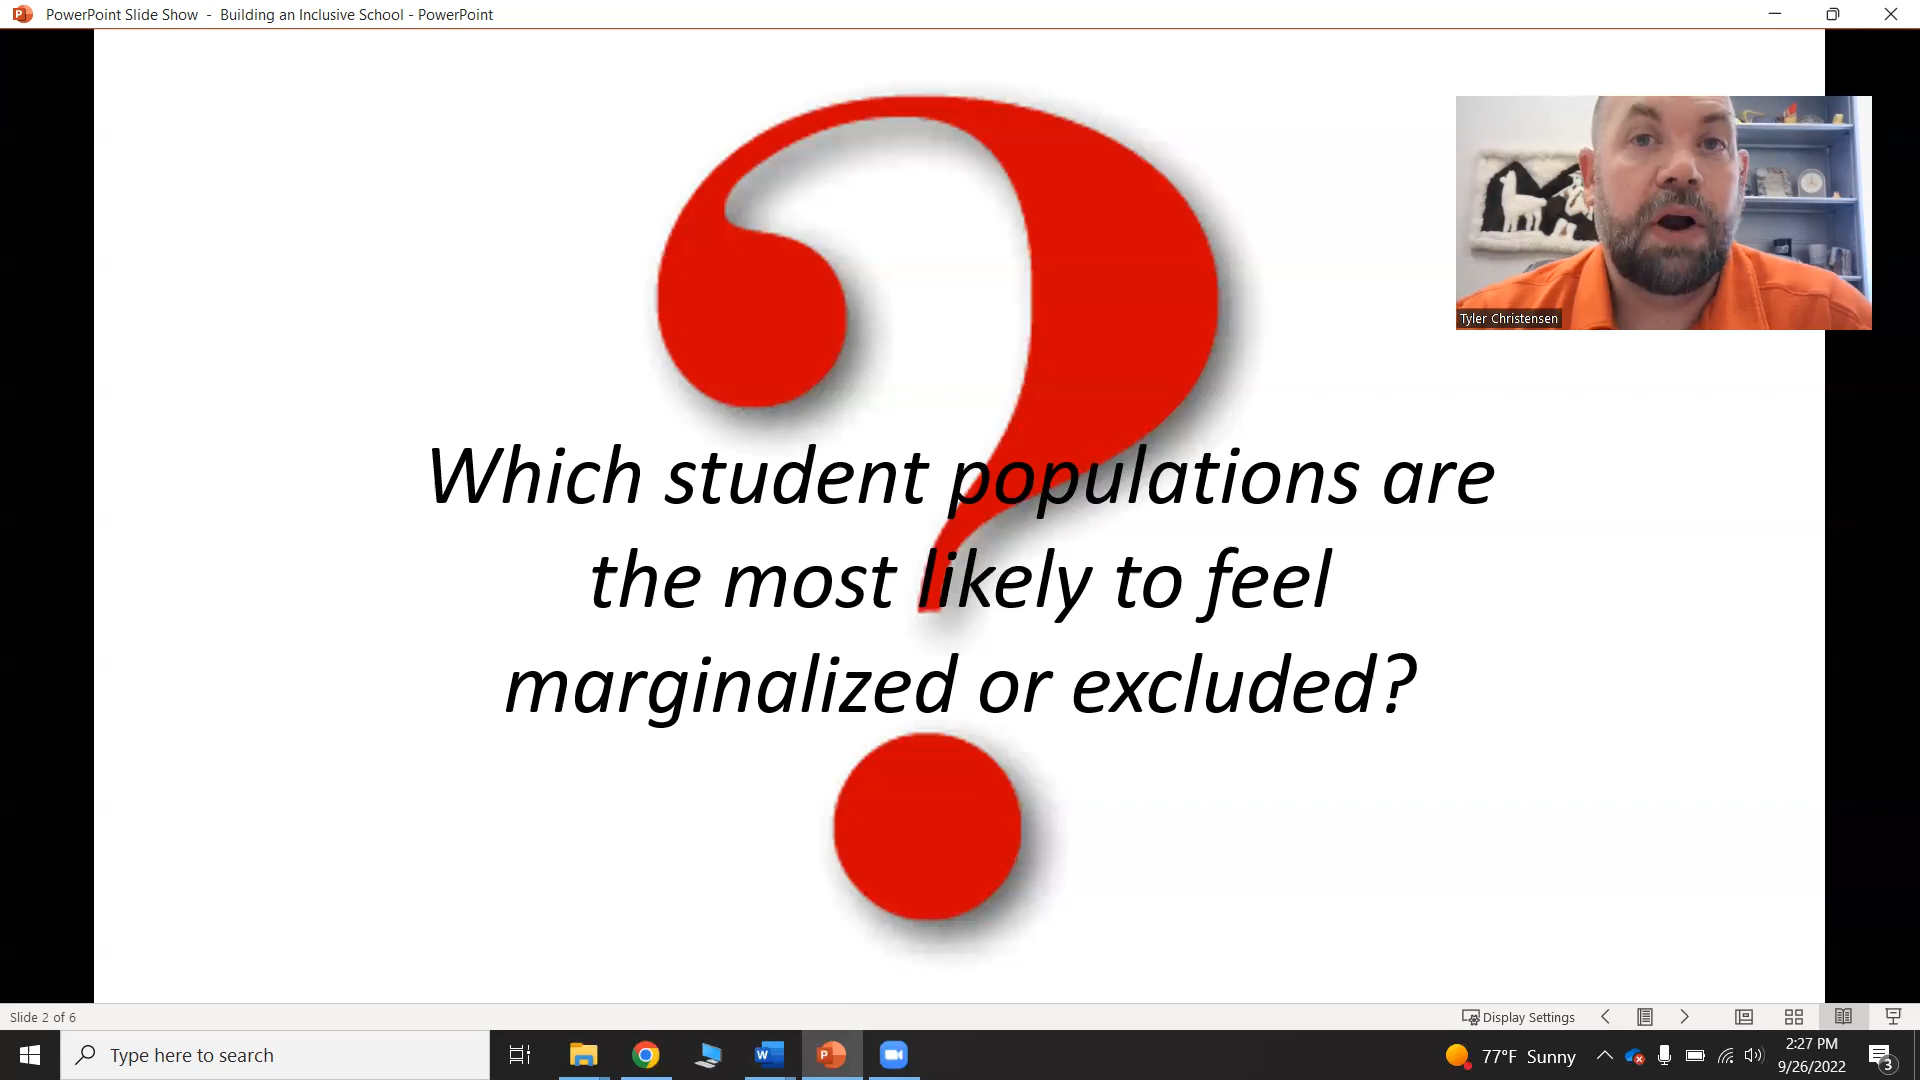 PowerPoint Slide Show - Building an Inclusive School - PowerPoint
Tyler Christensen
Which student populations are
the most likely to feel
marginalized or excluded?
Slide 2 of 6
Display Settings
Type here to search
77°F Sunny
2:27 PM
9/26/2022
3